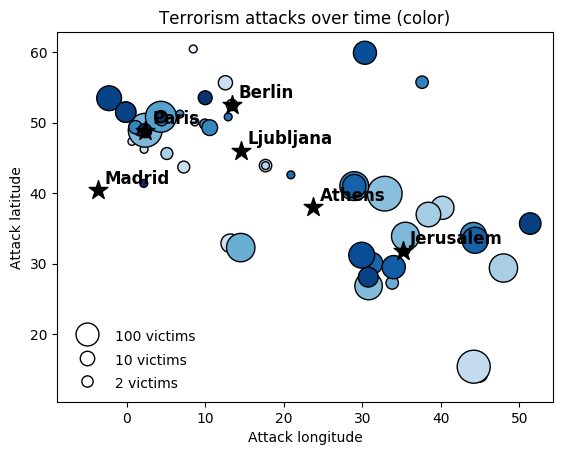 Terrorism attacks over time (color)
60
50
40
30
20
Attack latitude
Berlin
Paris
Ljubljana
Madrid
Athens
Jerusalem
100 victims
10 victims
2 victims
0 10 20 30 40 50
Attack longitude